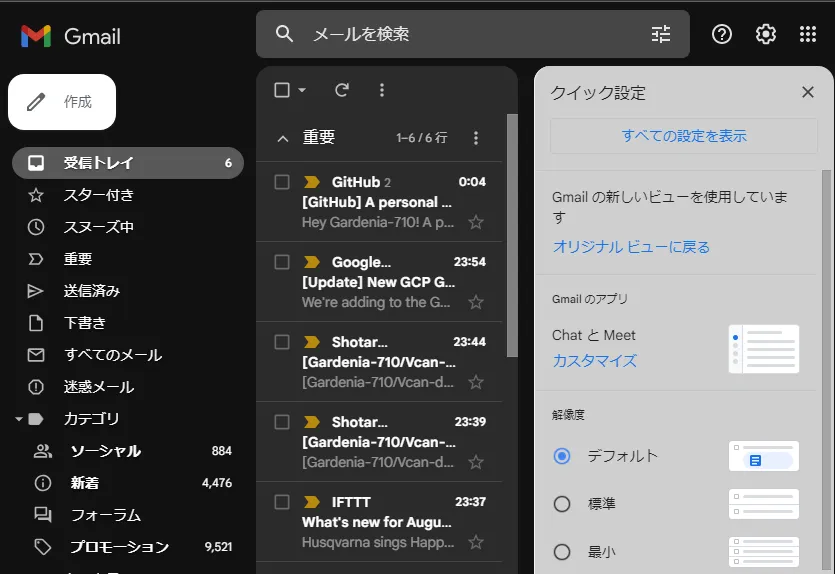 Gmail
メールを検索
作成
受信トレイ 6
スター付き
スヌーズ中
重要
送信済み
下書き
すべてのメール
迷惑メール
カテゴリ
ソーシャル 884
新着 4,476
フォーラム
プロモーション 9,521
重要 1–6 / 6 行
GitHub 2 0:04
[GitHub] A personal ...
Hey Gardenia-710! A p...
Google... 23:54
[Update] New GCP G...
We're adding to the G...
Shotar... 23:44
[Gardenia-710/Vcan-...
[Gardenia-710/Vcan-d...
Shotar... 23:39
[Gardenia-710/Vcan-...
[Gardenia-710/Vcan-d...
IFTTT 23:37
What's new for Augu...
Husqvarna sings Happ...
クイック設定
すべての設定を表示
Gmail の新しいビューを使用していま
す
オリジナル ビューに戻る
Gmail のアプリ
Chat と Meet
カスタマイズ
解像度
デフォルト
標準
最小